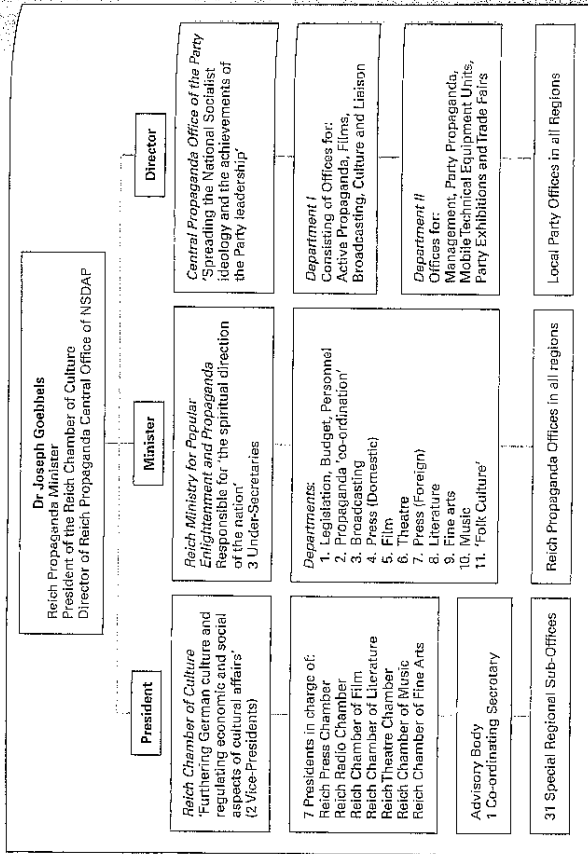 Dr Joseph Goebbels
Reich Propaganda Minister
President of the Reich Chamber of Culture
Director of Reich Propaganda Central Office of NSDAP
President
Minister
Director
Reich Chamber of Culture
'Furthering German culture and
regulating economic and social
aspects of cultural affairs'
(2 Vice-Presidents)
7 Presidents in charge of:
Reich Press Chamber
Reich Radio Chamber
Reich Chamber of Film
Reich Chamber of Literature
Reich Theatre Chamber
Reich Chamber of Music
Reich Chamber of Fine Arts
Advisory Body
1 Co-ordinating Secretary
31 Special Regional Sub-Offices
Reich Ministry for Popular
Enlightenment and Propaganda
Responsible for 'the spiritual direction
of the nation'
3 Under-Secretaries
Departments:
1. Legislation, Budget, Personnel
2. Propaganda 'co-ordination'
3. Broadcasting
4. Press (Domestic)
5. Film
6. Theatre
7. Press (Foreign)
8. Literature
9. Fine arts
10. Music
11. 'Folk Culture'
Reich Propaganda Offices in all regions
Central Propaganda Office of the Party
'Spreading the National Socialist
ideology and the achievements of
the Party leadership'
Department I
Consisting of Offices for:
Active Propaganda, Films,
Broadcasting, Culture and Liaison
Department II
Offices for:
Management, Party Propaganda,
Mobile Technical Equipment Units,
Party Exhibitions and Trade Fairs
Local Party Offices in all Regions